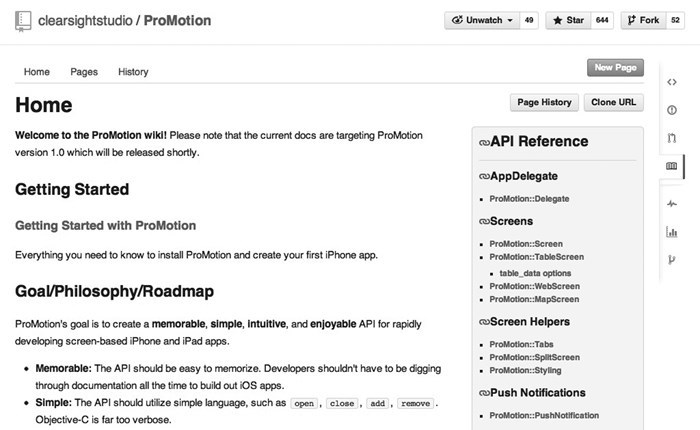 clearsightstudio / ProMotion
Unwatch 49 Star 644 Fork 52
Home Pages History
New Page
Home
Page History Clone URL
Welcome to the ProMotion wiki! Please note that the current docs are targeting ProMotion
version 1.0 which will be released shortly.
Getting Started
Getting Started with ProMotion
Everything you need to know to install ProMotion and create your first iPhone app.
Goal/Philosophy/Roadmap
ProMotion's goal is to create a memorable, simple, intuitive, and enjoyable API for rapidly
developing screen-based iPhone and iPad apps.
Memorable: The API should be easy to memorize. Developers shouldn't have to be digging
through documentation all the time to build out iOS apps.
Simple: The API should utilize simple language, such as open , close , add , remove .
Objective-C is far too verbose.
API Reference
AppDelegate
ProMotion::Delegate
Screens
ProMotion::Screen
ProMotion::TableScreen
table_data options
ProMotion::WebScreen
ProMotion::MapScreen
Screen Helpers
ProMotion::Tabs
ProMotion::SplitScreen
ProMotion::Styling
Push Notifications
ProMotion::PushNotification